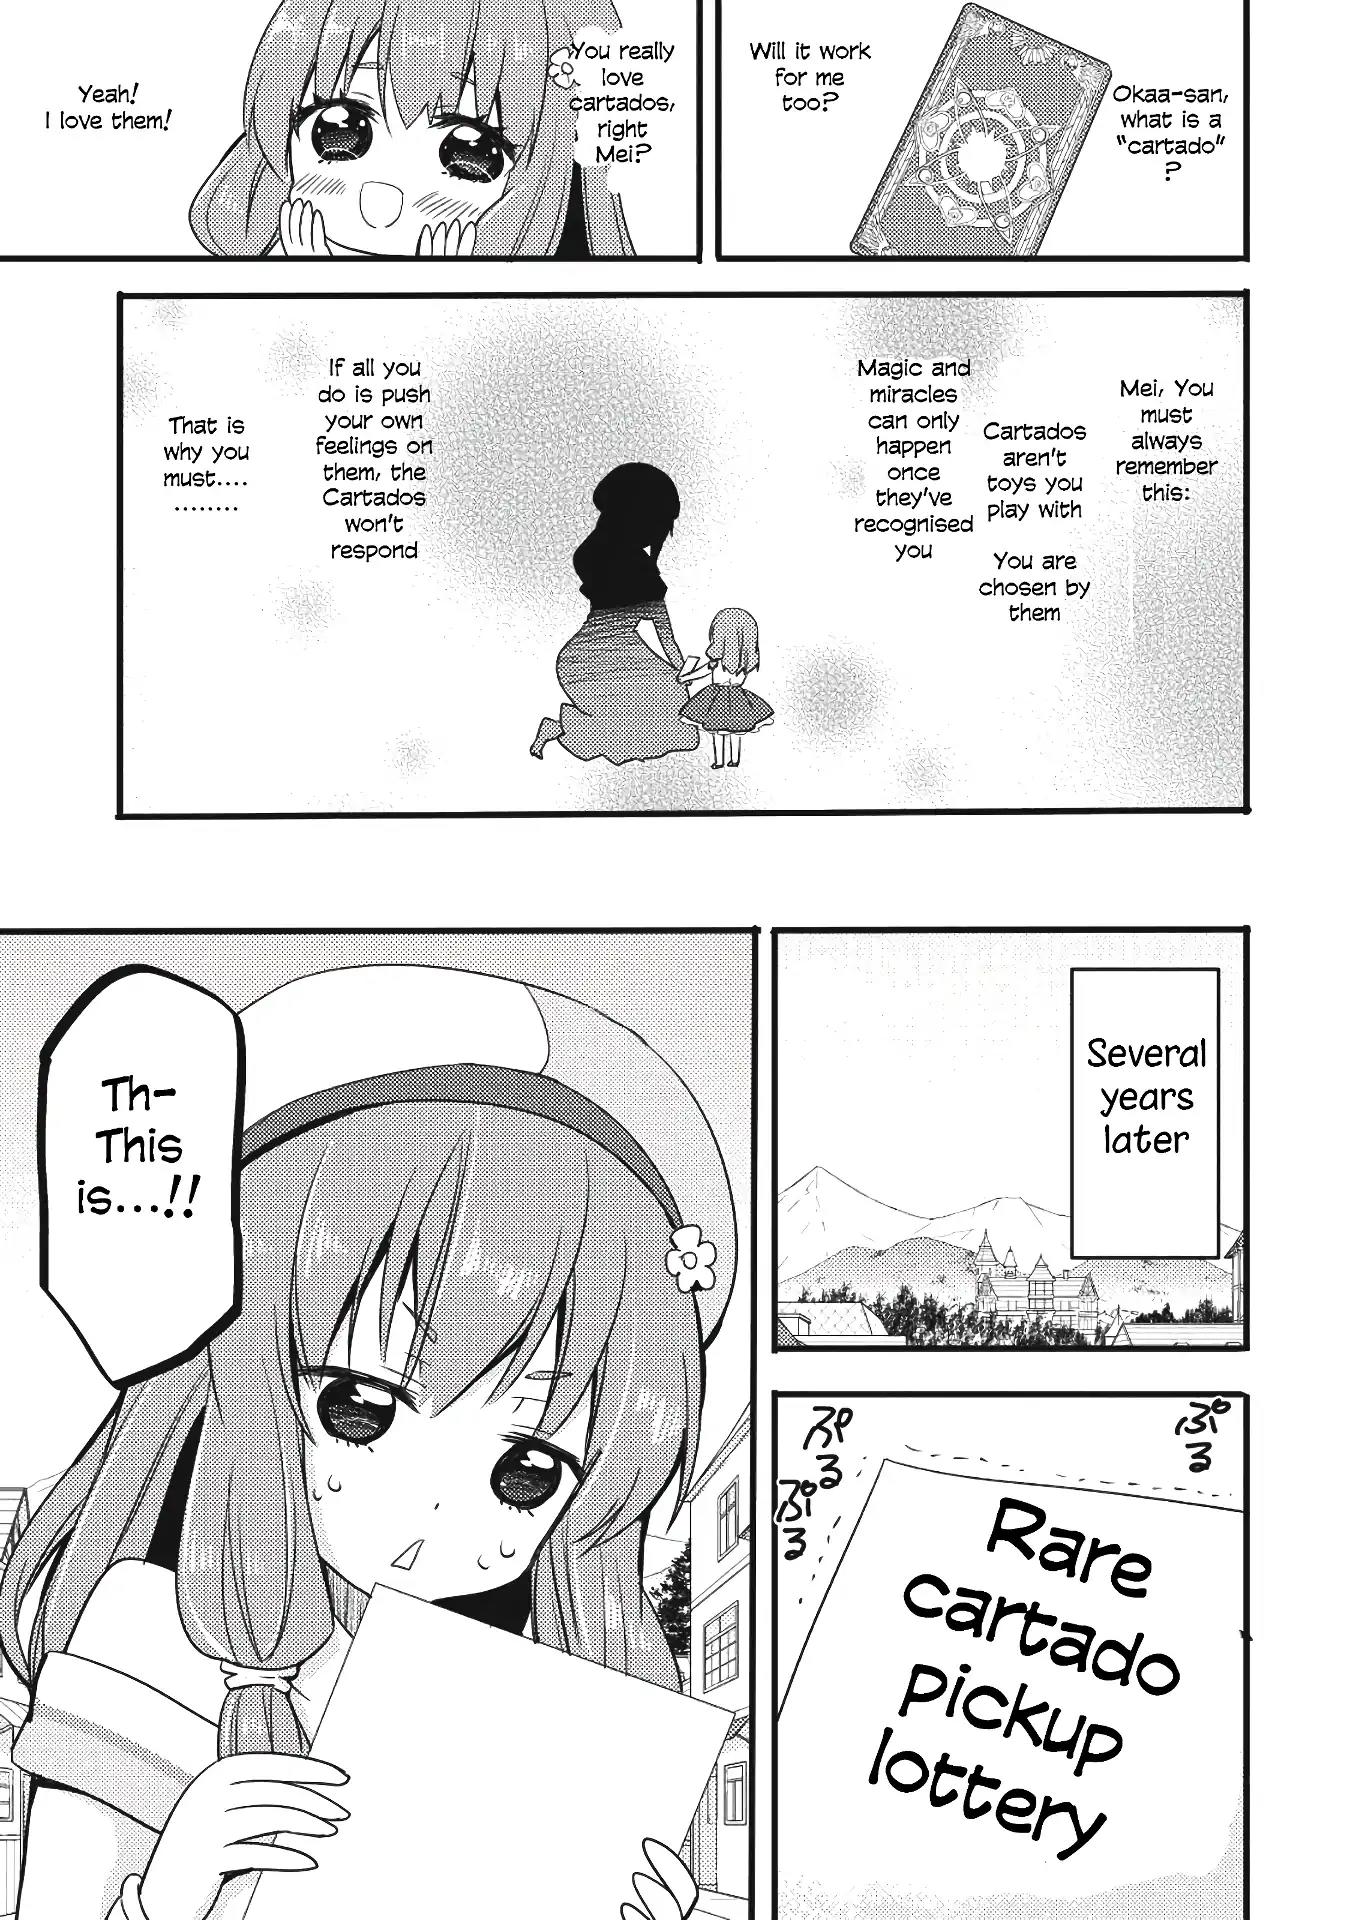 Okaa-san,
what is a
"cartado"
?
Will it work
for me
too?
You really
love
cartados,
right
Mei?
Yeah!
I love them!
Mei, You
must
always
remember
this:
Cartados
aren't
toys you
play with
You are
chosen by
them
Magic and
miracles
can only
happen
once
they've
recognised
you
If all you
do is push
your own
feelings on
them, the
Cartados
won't
respond
That is
why you
must....
........
Several
years
later
ぷる
ぷる
ぷる
Rare
cartado
pickup
lottery
Th-
This
is...!!